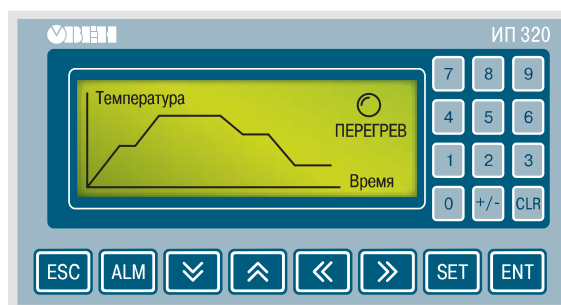 ОВЕН ИП 320
Температура
ПЕРЕГРЕВ
Время
7 8 9
4 5 6
1 2 3
0 +/- CLR
ESC ALM SET ENT